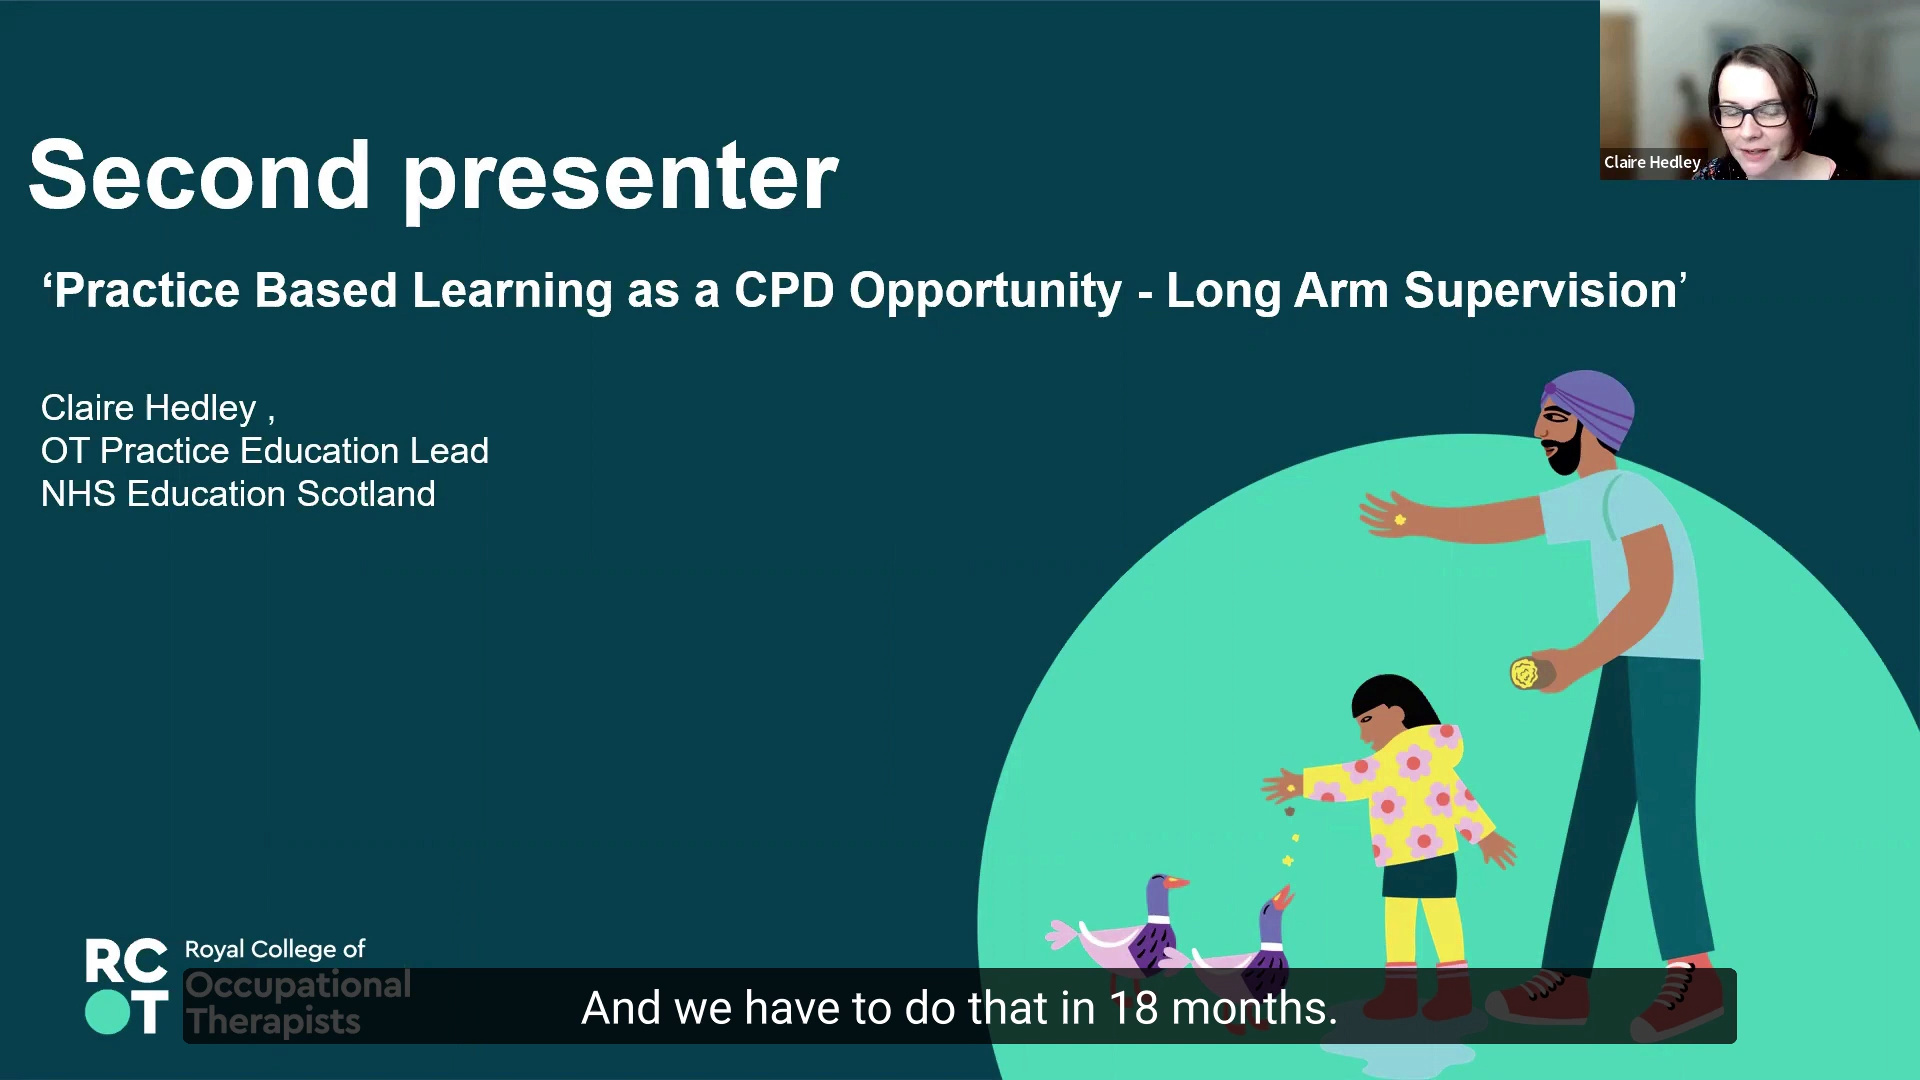 Second presenter
‘Practice Based Learning as a CPD Opportunity - Long Arm Supervision’
Claire Hedley ,
OT Practice Education Lead
NHS Education Scotland
Claire Hedley
RC
OT
Royal College of
Occupational
Therapists
And we have to do that in 18 months.